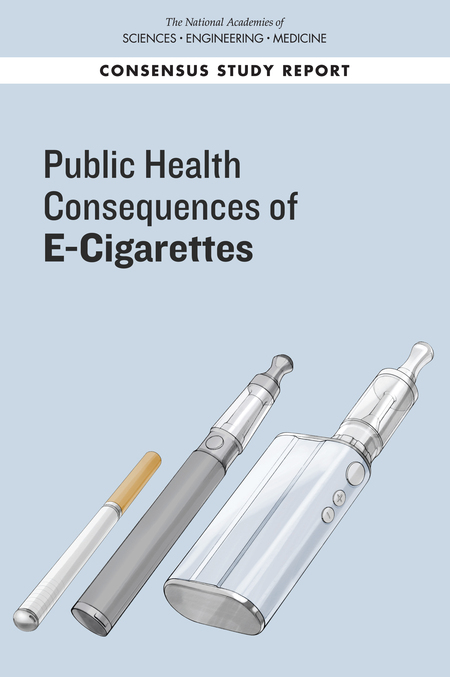 The National Academies of
SCIENCES • ENGINEERING • MEDICINE
CONSENSUS STUDY REPORT
Public Health
Consequences of
E-Cigarettes
+
−